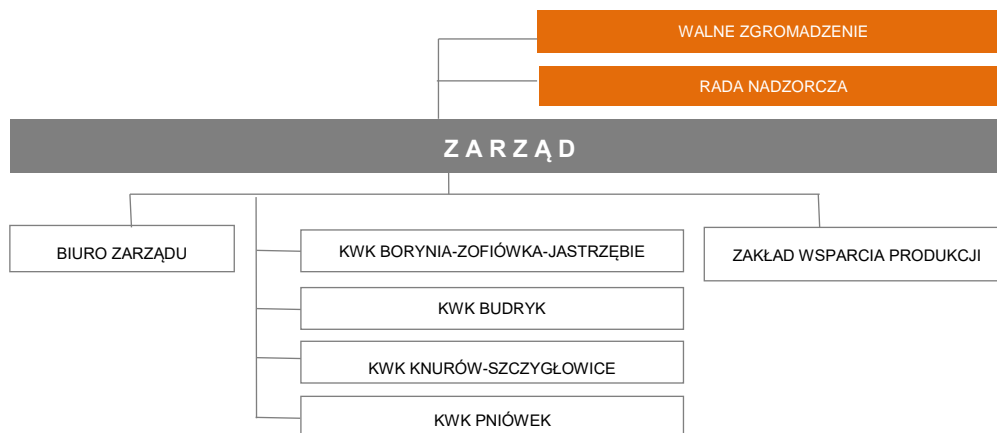 WALNE ZGROMADZENIE
RADA NADZORCZA
ZARZĄD
BIURO ZARZĄDU
KWK BORYNIA-ZOFIÓWKA-JASTRZĘBIE
ZAKŁAD WSPARCIA PRODUKCJI
KWK BUDRYK
KWK KNURÓW-SZCZYGŁOWICE
KWK PNIÓWEK